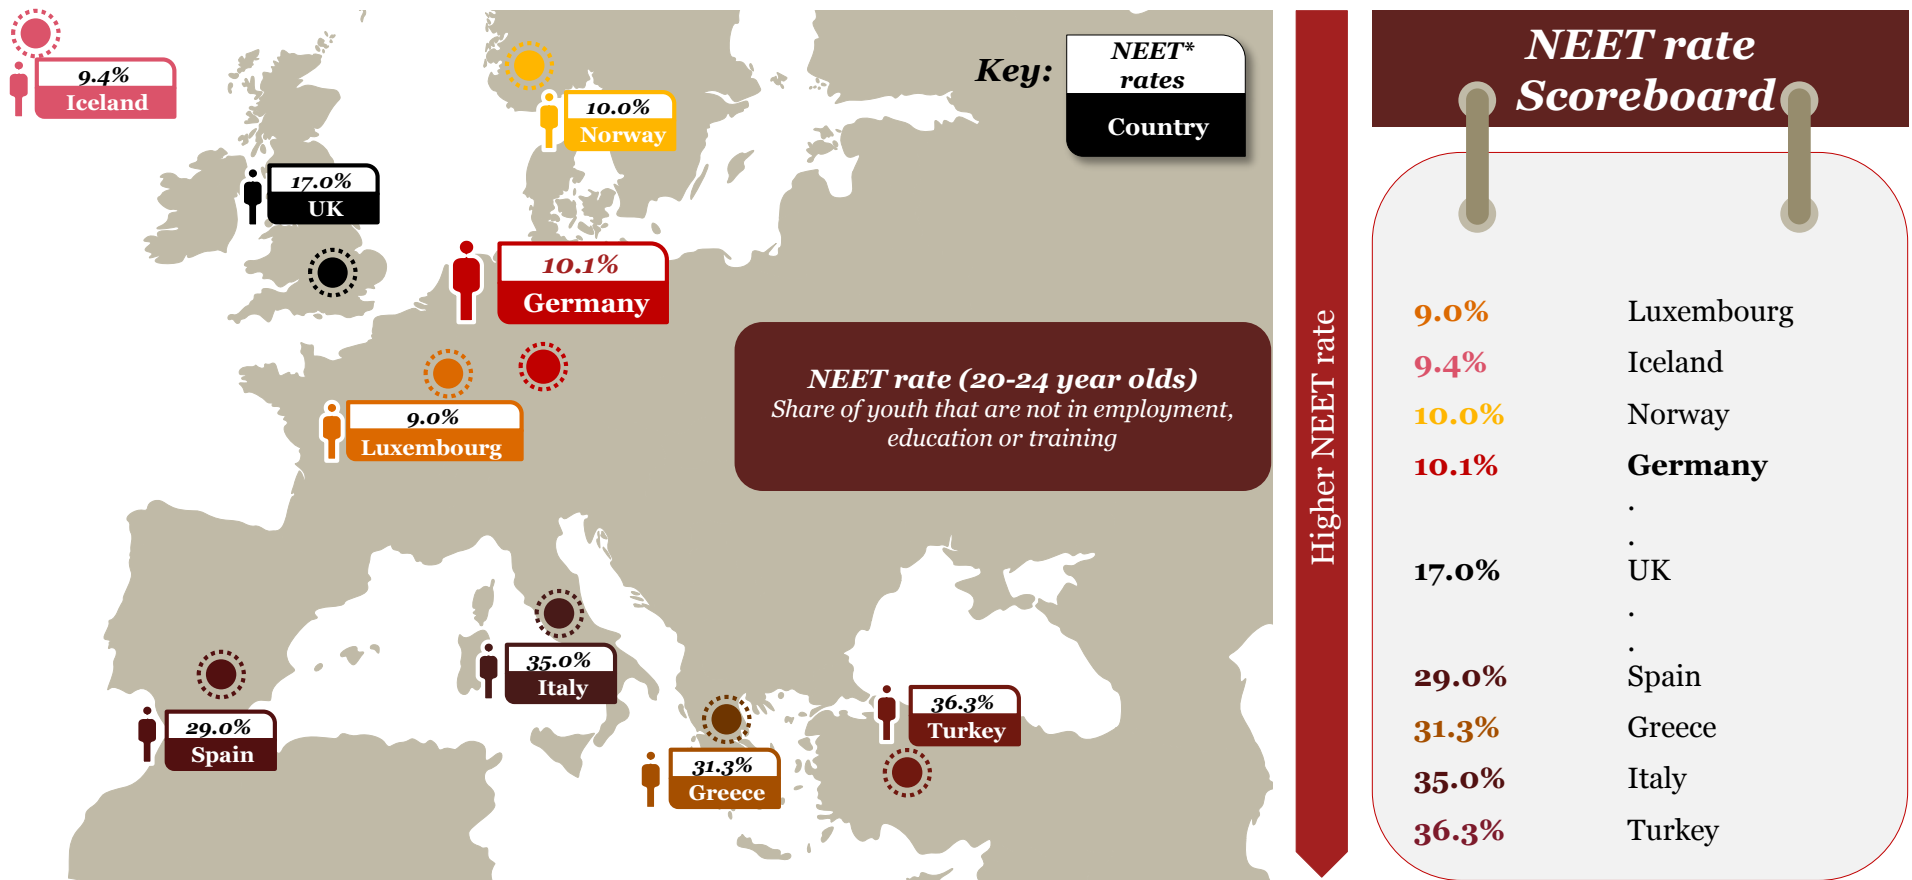 9.4%
Iceland
10.0%
Norway
Key:
NEET*
rates
Country
17.0%
UK
10.1%
Germany
9.0%
Luxembourg
NEET rate (20-24 year olds)
Share of youth that are not in employment,
education or training
35.0%
Italy
29.0%
Spain
31.3%
Greece
36.3%
Turkey
Higher NEET rate
NEET rate
Scoreboard
9.0% Luxembourg
9.4% Iceland
10.0% Norway
10.1% Germany
.
.
17.0% UK
.
.
29.0% Spain
31.3% Greece
35.0% Italy
36.3% Turkey